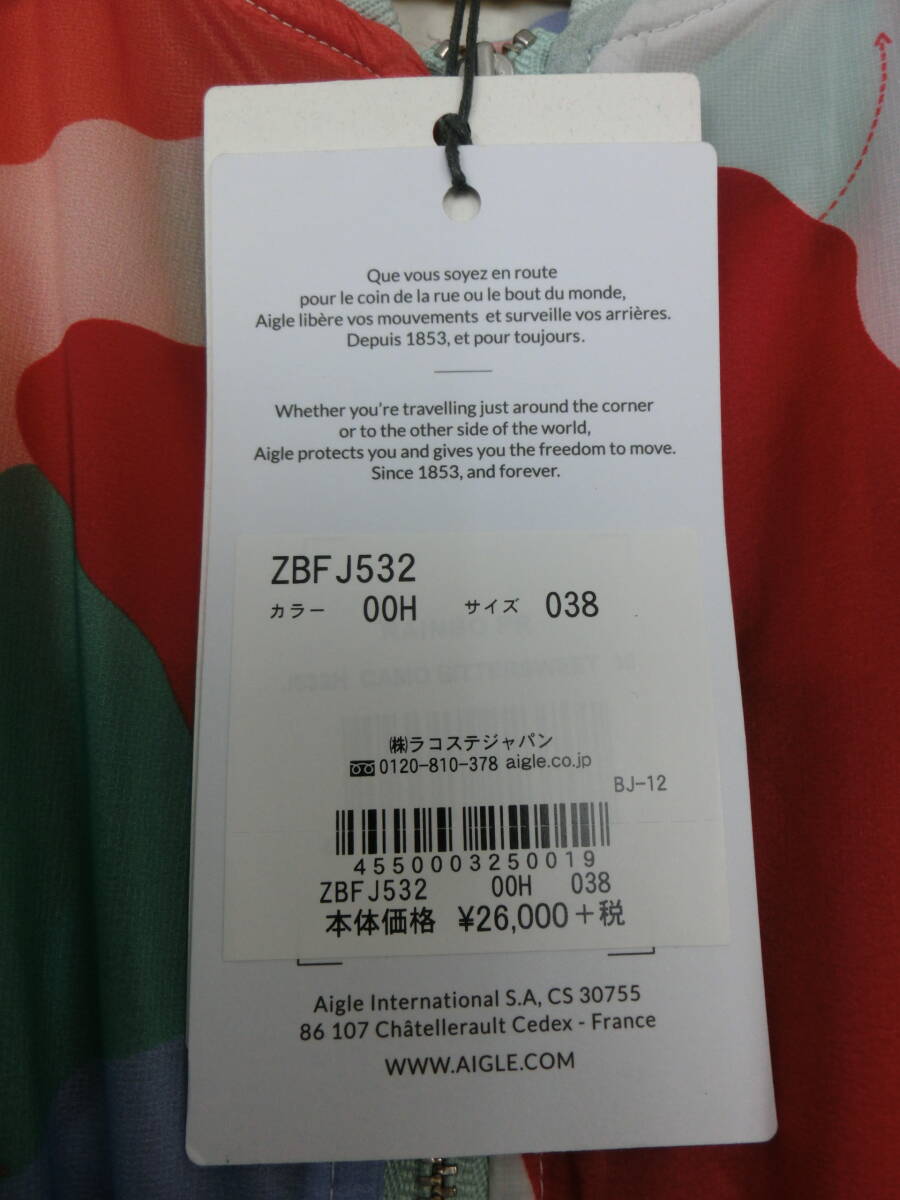 Que vous soyez en route
pour le coin de la rue ou le bout du monde,
Aigle libère vos mouvements et surveille vos arrières.
Depuis 1853, et pour toujours.
Whether you're travelling just around the corner
or to the other side of the world,
Aigle protects you and gives you the freedom to move.
Since 1853, and forever.
ZBFJ532
カラー 00H サイズ 038
㈱ラコステジャパン
0120-810-378 aigle.co.jp
BJ-12
4550003250019
ZBFJ532 00H 038
本体価格 ¥26,000+税
Aigle International S.A, CS 30755
86 107 Châtellerault Cedex - France
WWW.AIGLE.COM